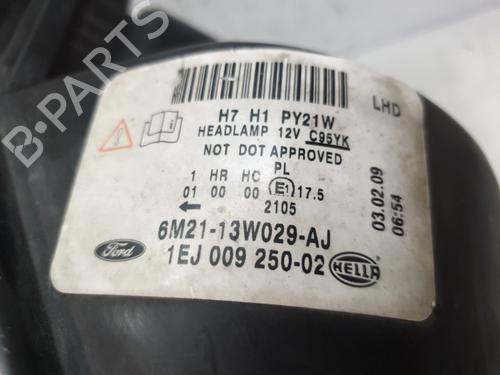 H7 H1 PY21W
LHD
HEADLAMP 12V C95YK
NOT DOT APPROVED
PL
1 HR HC E1 17.5
01 00 00
2105
03.02.09
06:54
6M21-13W029-AJ
1EJ 009 250-02
Ford
HELLA